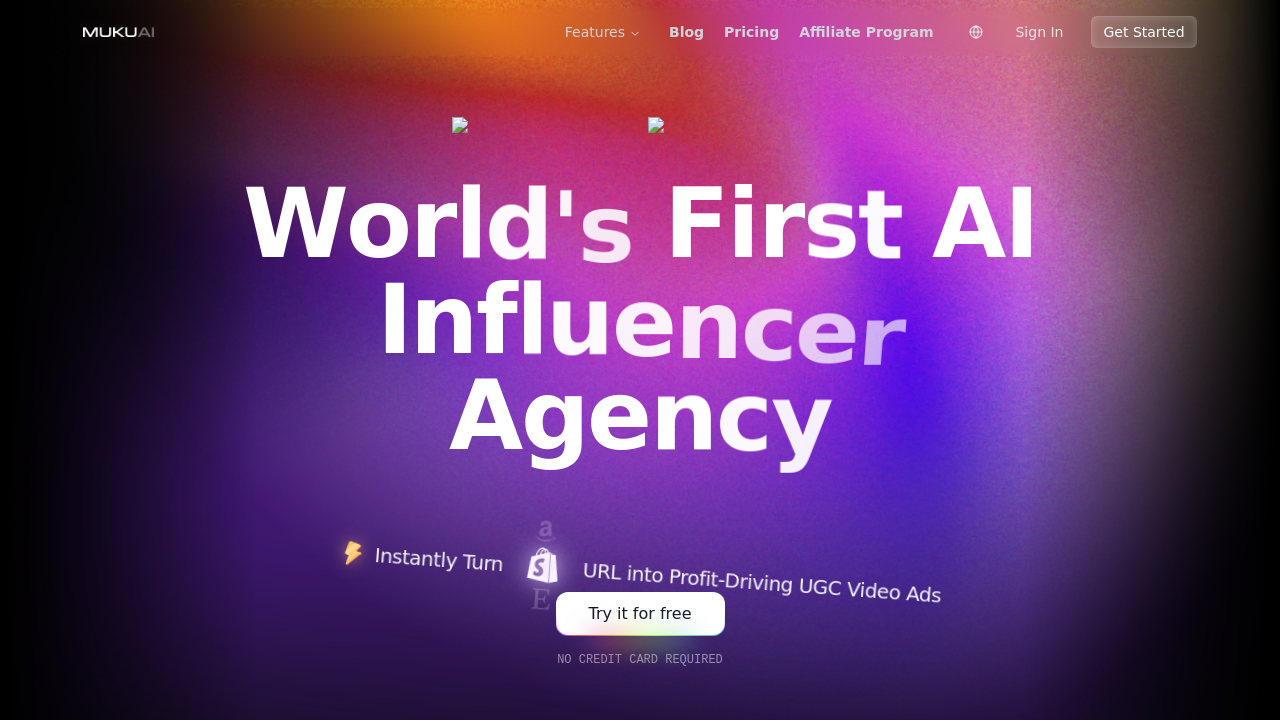 MUKUAI
Features
Blog
Pricing
Affiliate Program
Sign In
Get Started
World's First AI
Influencer
Agency
a
Instantly Turn
S
URL into Profit-Driving UGC Video Ads
E
Try it for free
NO CREDIT CARD REQUIRED